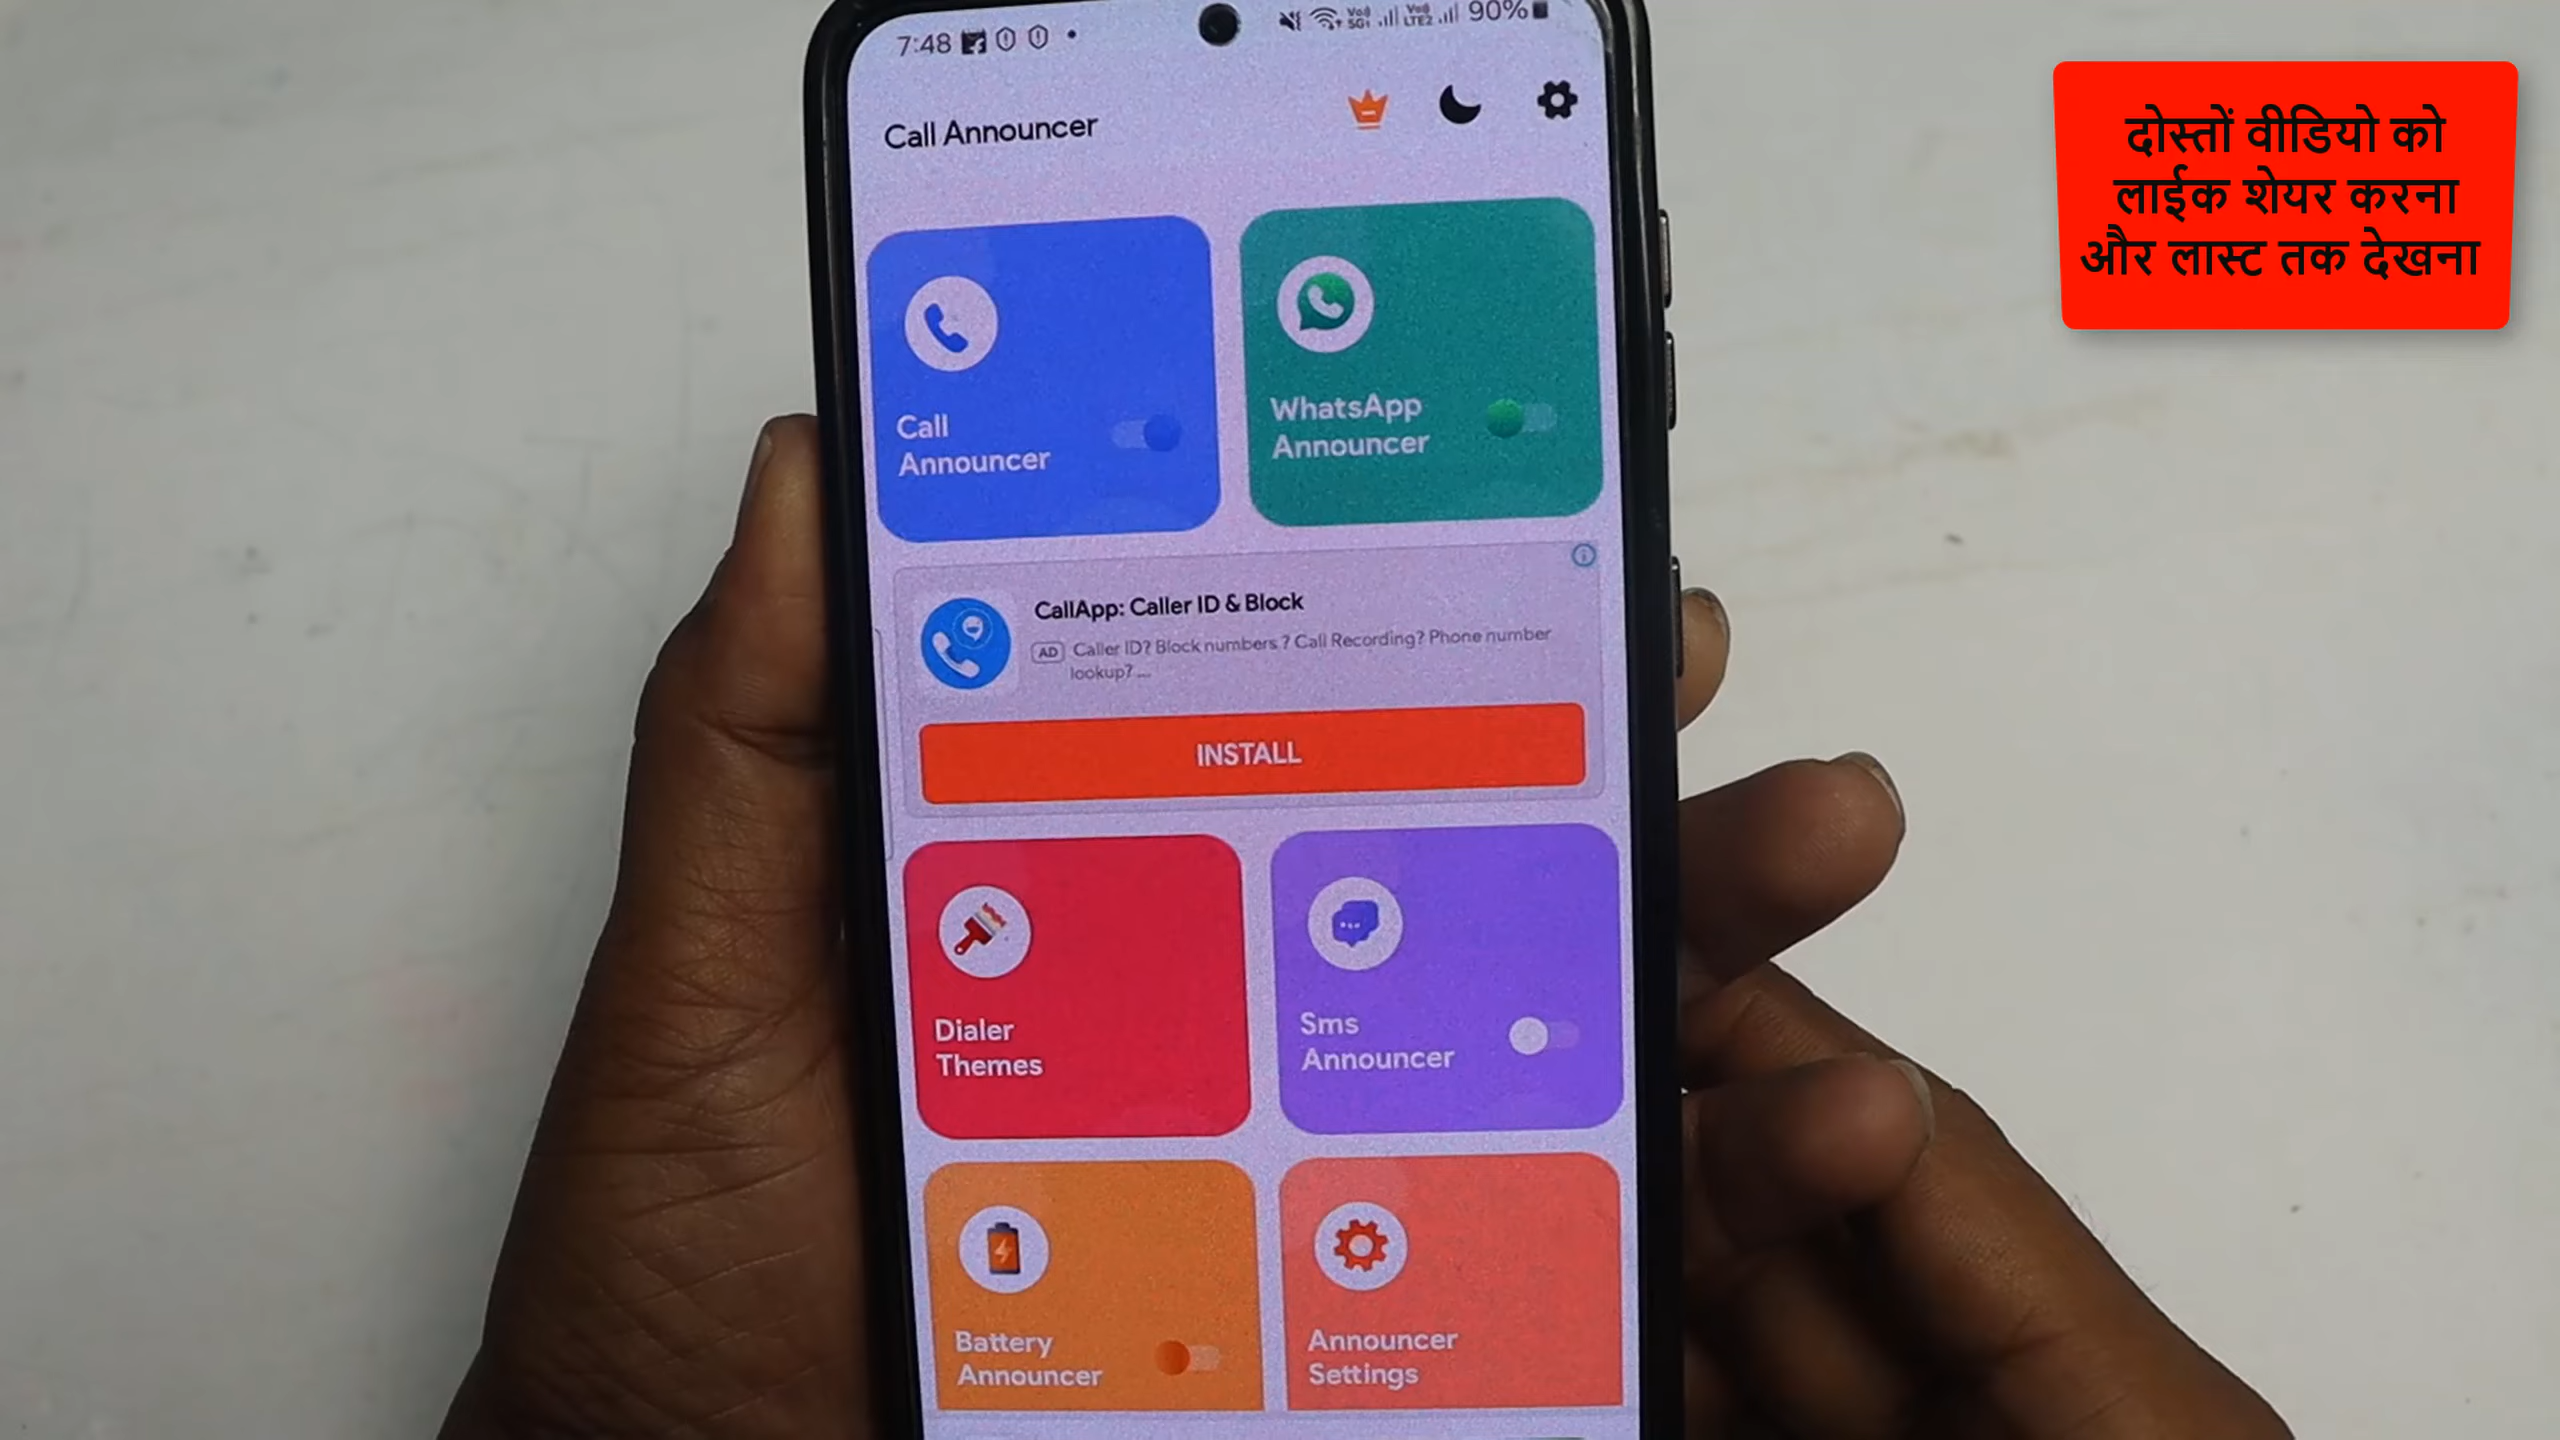 7:48
90%
Call Announcer
दोस्तों वीडियो को
लाईक शेयर करना
और लास्ट तक देखना
Call
Announcer
WhatsApp
Announcer
CallApp: Caller ID & Block
AD Caller ID? Block numbers ? Call Recording? Phone number
lookup? ...
INSTALL
Dialer
Themes
Sms
Announcer
Battery
Announcer
Announcer
Settings